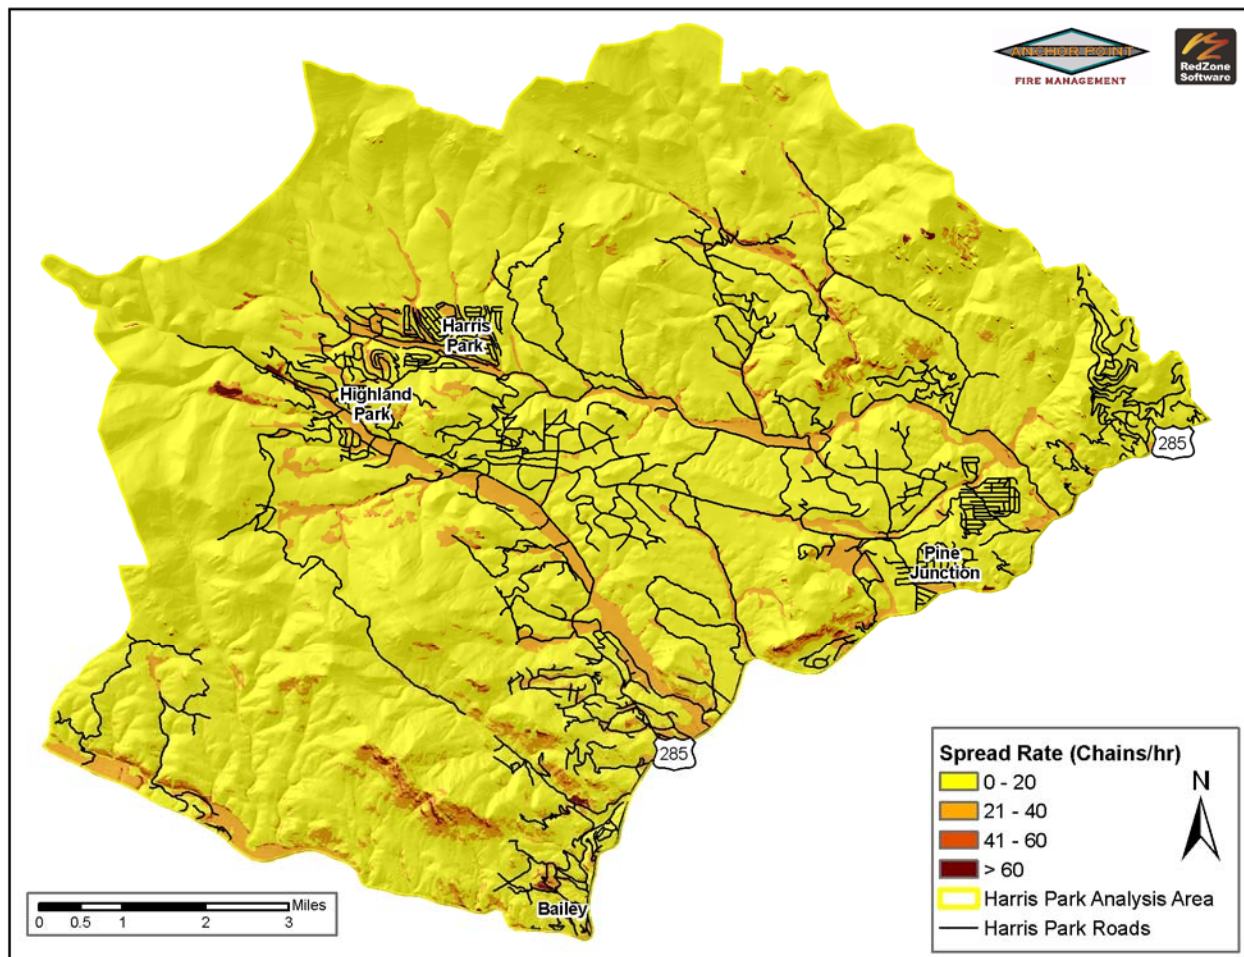 ANCHOR POINT
FIRE MANAGEMENT
RedZone
Software
Harris
Park
Highland
Park
285
Pine
Junction
285
Bailey
Spread Rate (Chains/hr)
0 - 20
21 - 40
41 - 60
> 60
Harris Park Analysis Area
Harris Park Roads
N
Miles
0 0.5 1 2 3